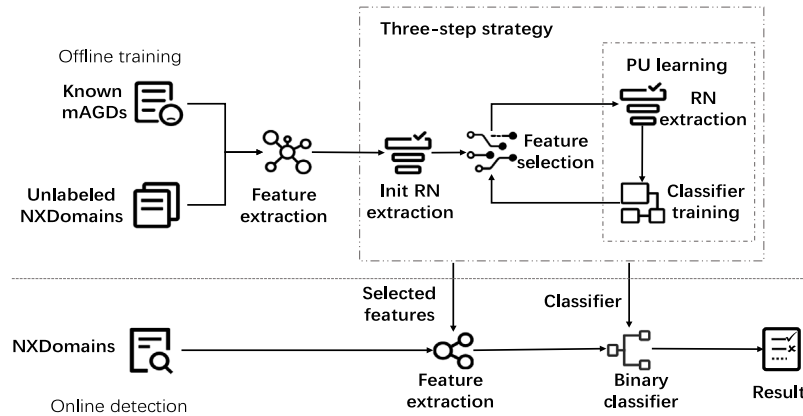 Three-step strategy
Offline training
PU learning
Known
mAGDs
RN
extraction
Feature
selection
Unlabeled
NXDomains
Feature
extraction
Init RN
extraction
Classifier
training
Selected
features
Classifier
NXDomains
Feature
extraction
Binary
classifier
Result
Online detection